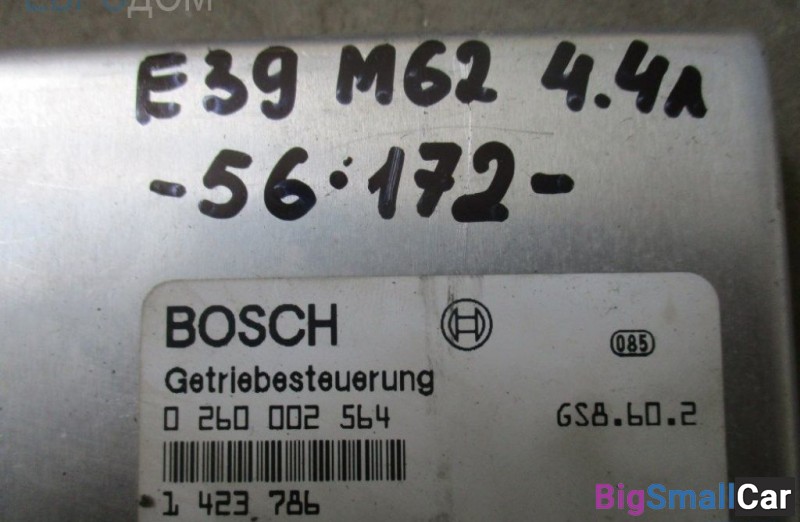 E39 M62 4.4л
-56·172-
BOSCH
085
Getriebesteuerung
0 260 002 564 GS8.60.2
1 423 786
BigSmallCar